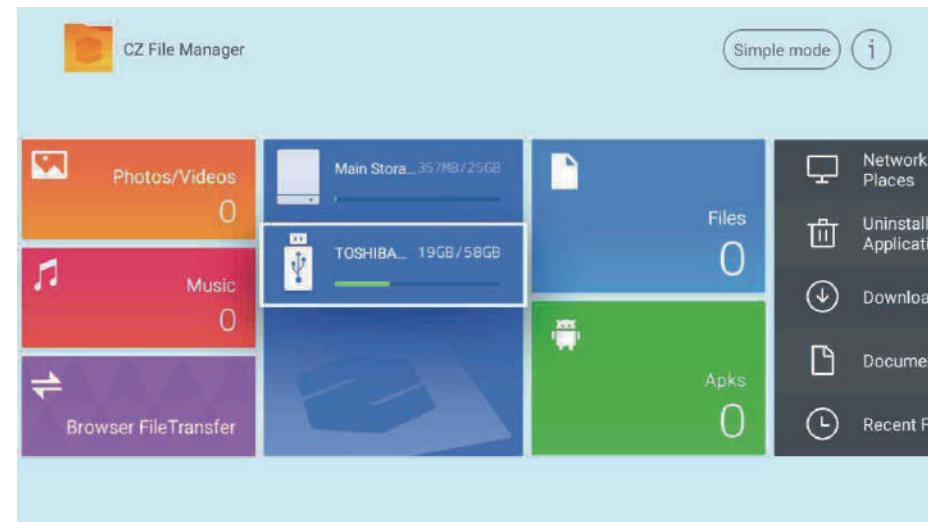 CZ File Manager
Simple mode
i
Photos/Videos
0
Music
0
Browser FileTransfer
Main Stora... 357MB/25GB
TOSHIBA... 19GB/58GB
Files
0
Apks
0
Network
Places
Uninstall
Applicati
Downloa
Docume
Recent F